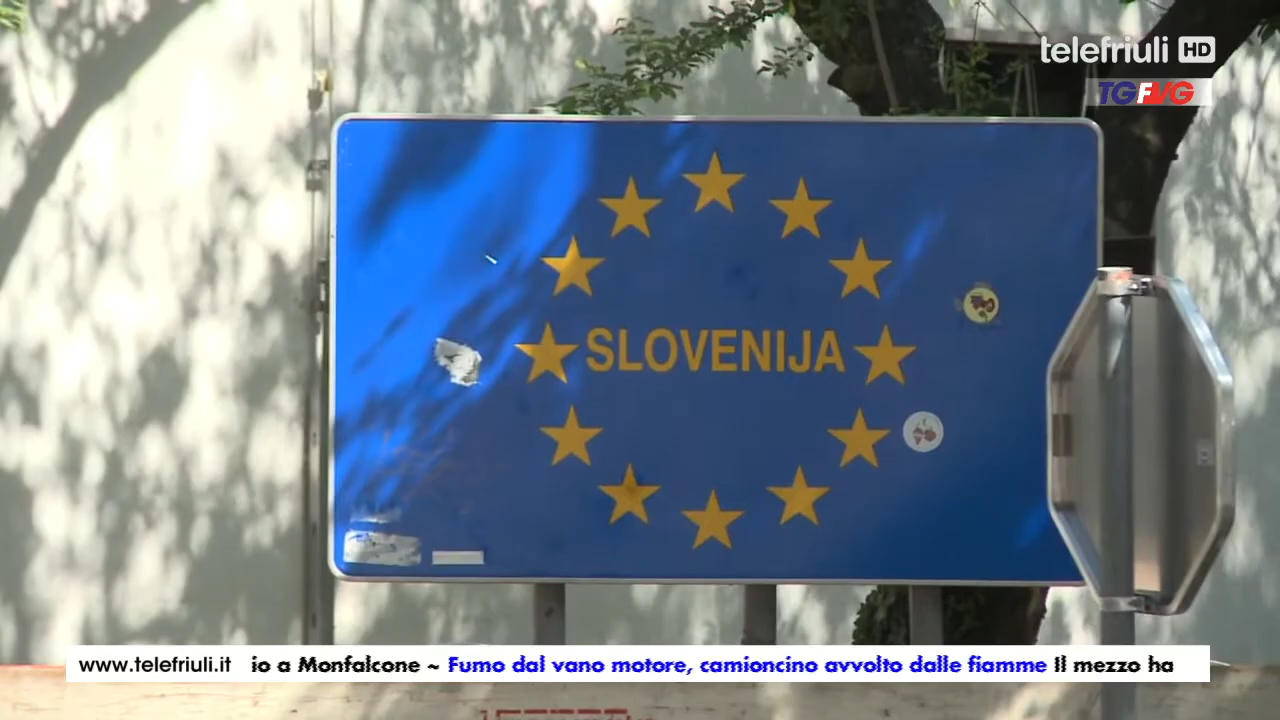 telefriuli HD
TGFVG
SLOVENIJA
www.telefriuli.it io a Monfalcone ~ Fumo dal vano motore, camioncino avvolto dalle fiamme Il mezzo ha